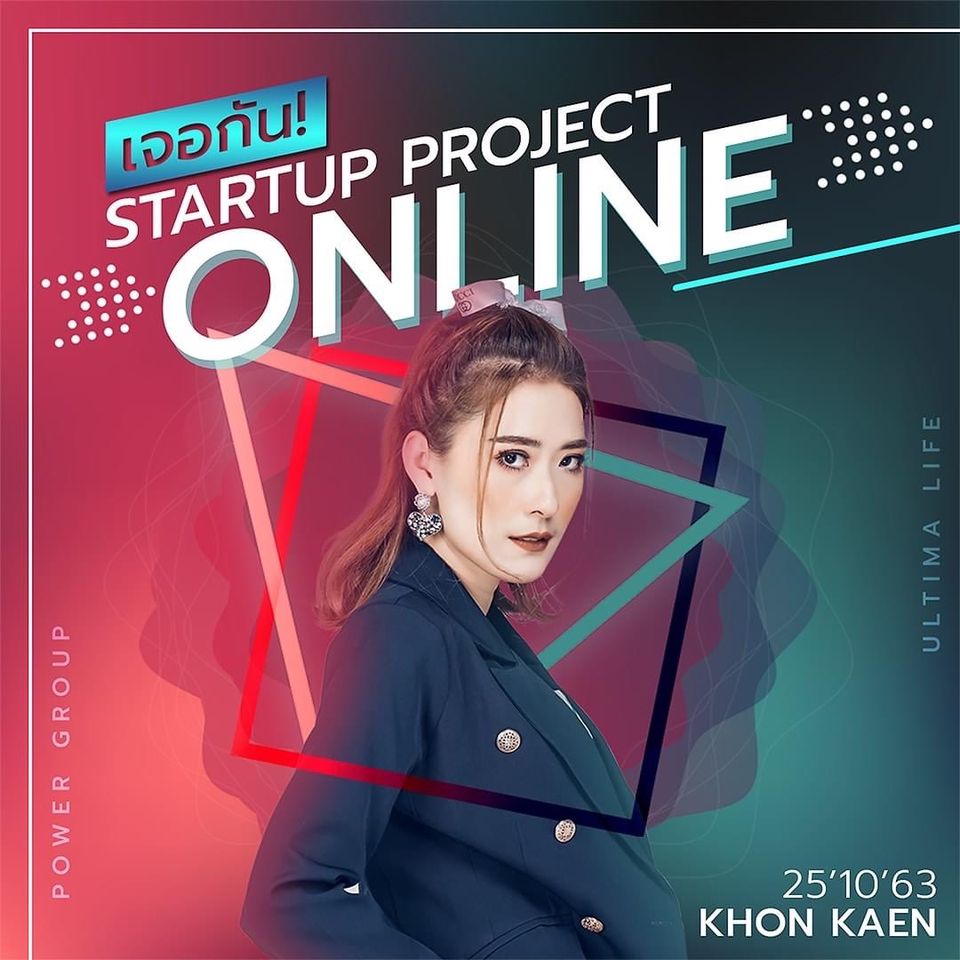 เจอกัน!
STARTUP PROJECT
ONLINE
POWER GROUP
ULTIMA LIFE
25'10'63
KHON KAEN